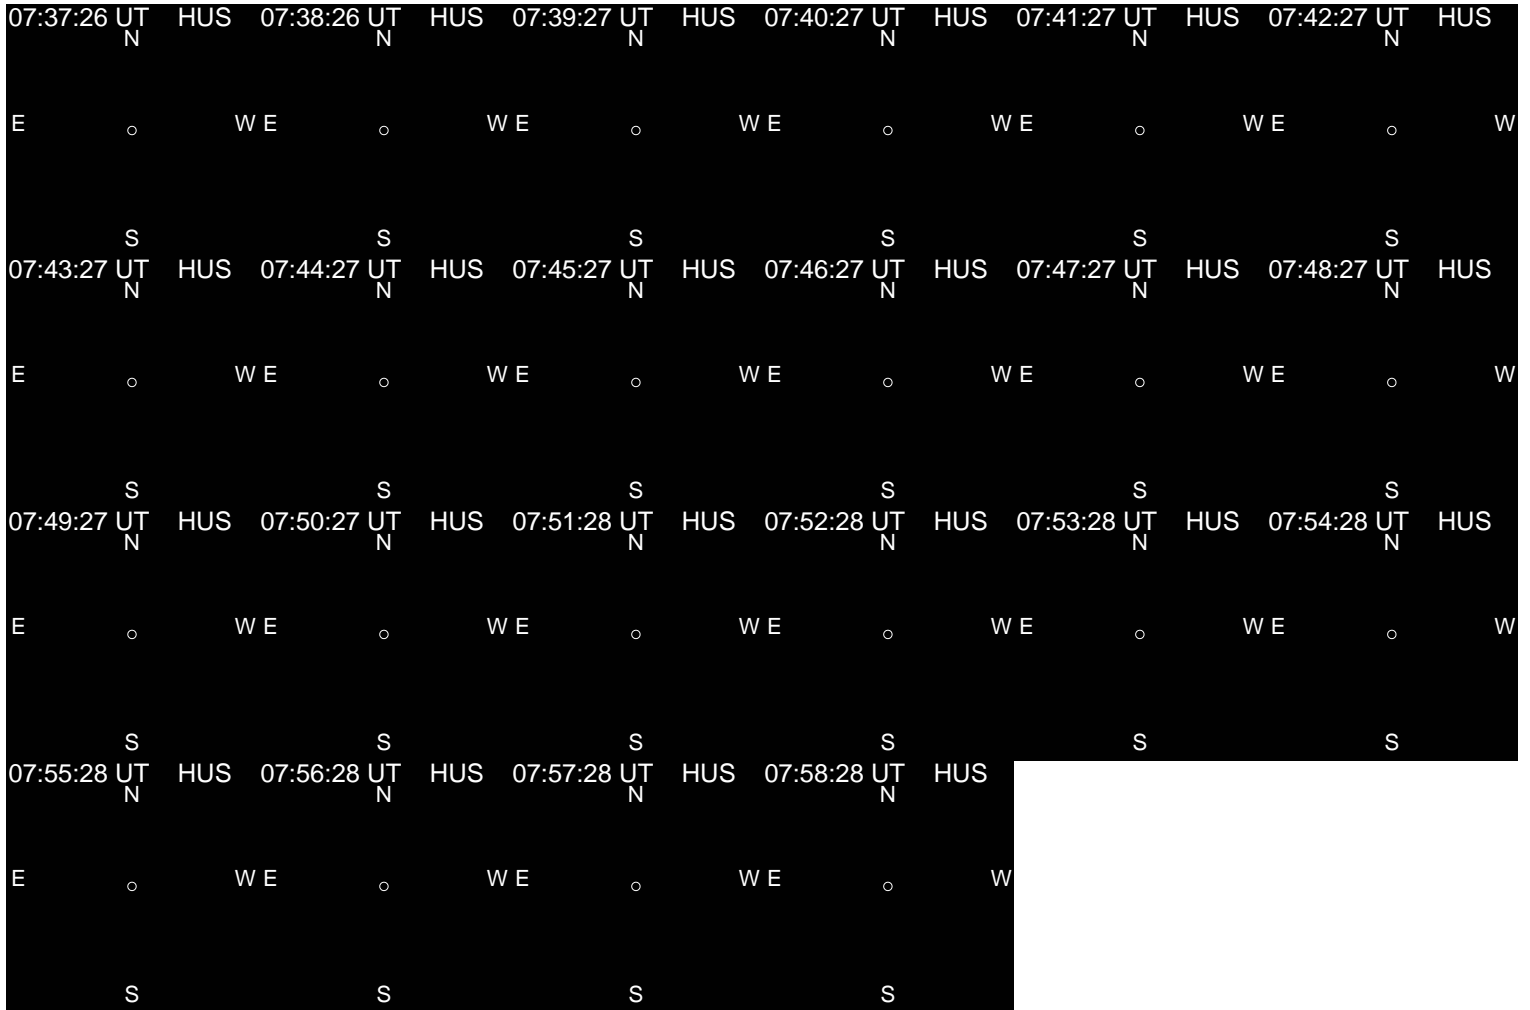 07:37:26 UT HUS 07:38:26 UT HUS 07:39:27 UT HUS 07:40:27 UT HUS 07:41:27 UT HUS 07:42:27 UT HUS
N N N N N N
E W E W E W E W E W E W
S S S S S S
07:43:27 UT HUS 07:44:27 UT HUS 07:45:27 UT HUS 07:46:27 UT HUS 07:47:27 UT HUS 07:48:27 UT HUS
N N N N N N
E W E W E W E W E W E W
S S S S S S
07:49:27 UT HUS 07:50:27 UT HUS 07:51:28 UT HUS 07:52:28 UT HUS 07:53:28 UT HUS 07:54:28 UT HUS
N N N N N N
E W E W E W E W E W E W
S S S S S S
07:55:28 UT HUS 07:56:28 UT HUS 07:57:28 UT HUS 07:58:28 UT HUS
N N N N
E W E W E W E W
S S S S